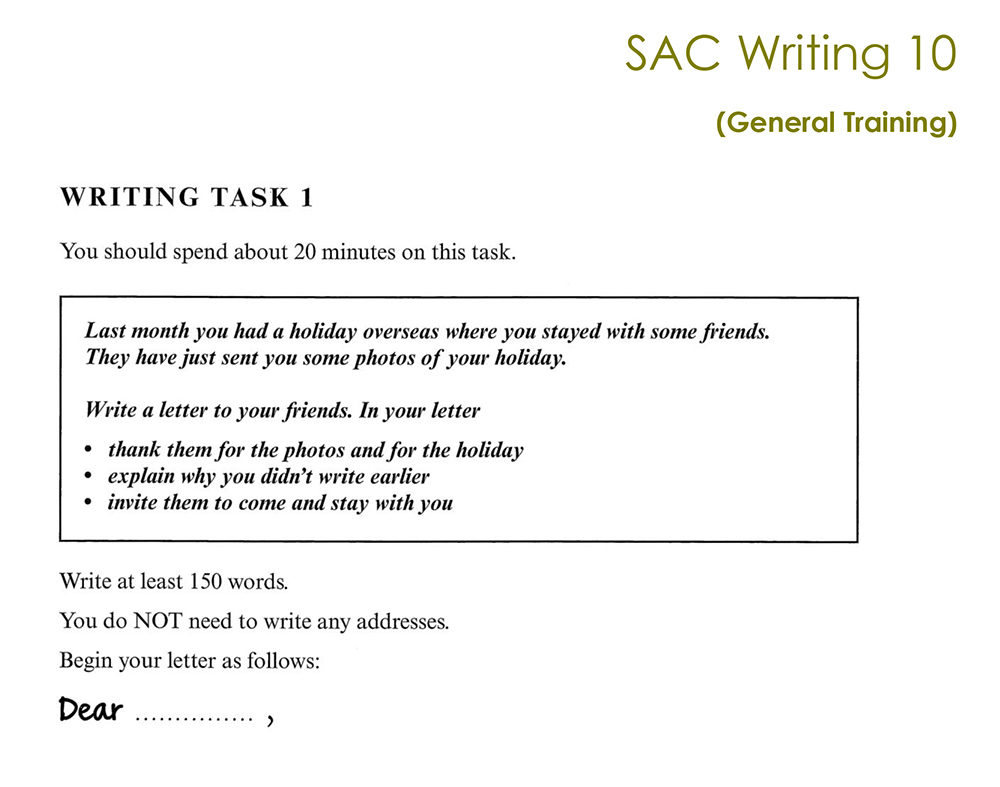 SAC Writing 10
(General Training)
WRITING TASK 1
You should spend about 20 minutes on this task.
Last month you had a holiday overseas where you stayed with some friends.
They have just sent you some photos of your holiday.
Write a letter to your friends. In your letter
• thank them for the photos and for the holiday
• explain why you didn't write earlier
• invite them to come and stay with you
Write at least 150 words.
You do NOT need to write any addresses.
Begin your letter as follows:
Dear ............... ,